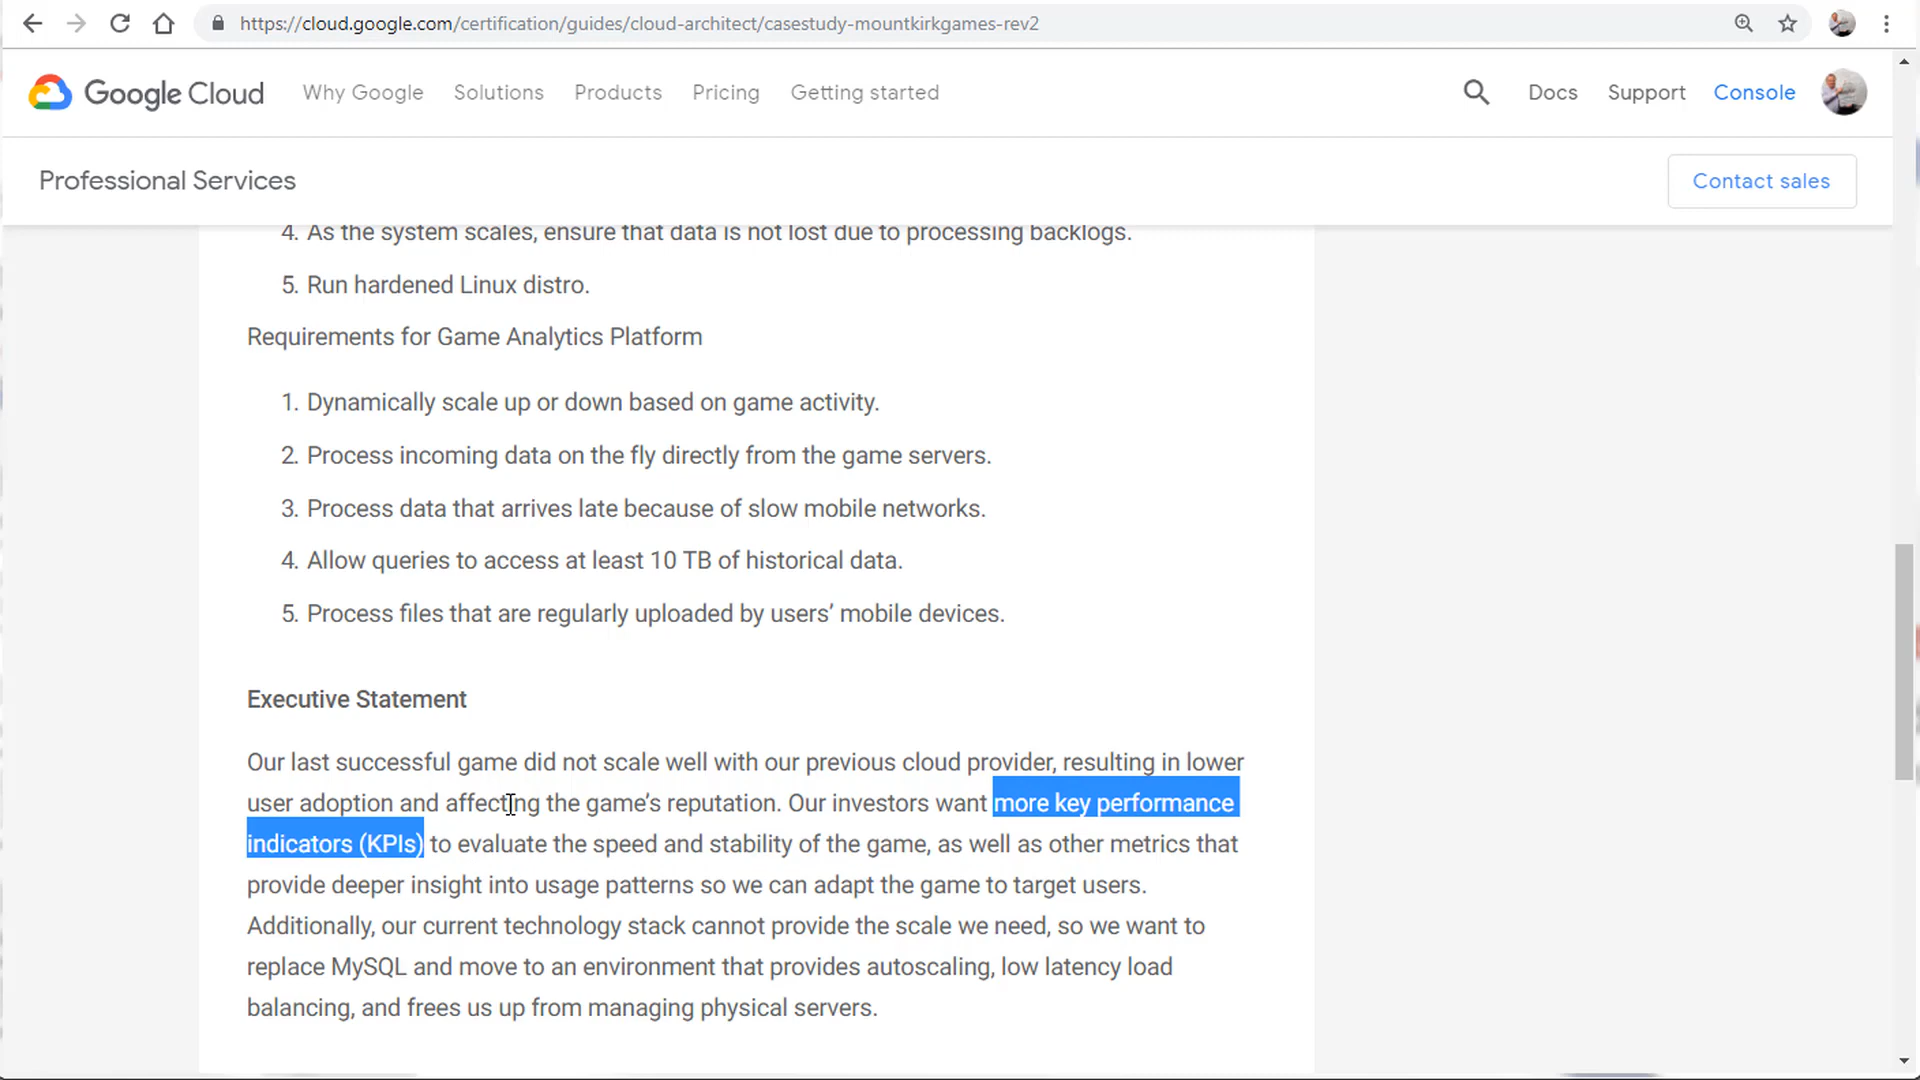 https://cloud.google.com/certification/guides/cloud-architect/casestudy-mountkirkgames-rev2
Google Cloud Why Google Solutions Products Pricing Getting started Docs Support Console
Professional Services Contact sales
4. As the system scales, ensure that data is not lost due to processing backlogs.
5. Run hardened Linux distro.
Requirements for Game Analytics Platform
1. Dynamically scale up or down based on game activity.
2. Process incoming data on the fly directly from the game servers.
3. Process data that arrives late because of slow mobile networks.
4. Allow queries to access at least 10 TB of historical data.
5. Process files that are regularly uploaded by users’ mobile devices.
Executive Statement
Our last successful game did not scale well with our previous cloud provider, resulting in lower
user adoption and affecting the game’s reputation. Our investors want more key performance
indicators (KPIs) to evaluate the speed and stability of the game, as well as other metrics that
provide deeper insight into usage patterns so we can adapt the game to target users.
Additionally, our current technology stack cannot provide the scale we need, so we want to
replace MySQL and move to an environment that provides autoscaling, low latency load
balancing, and frees us up from managing physical servers.